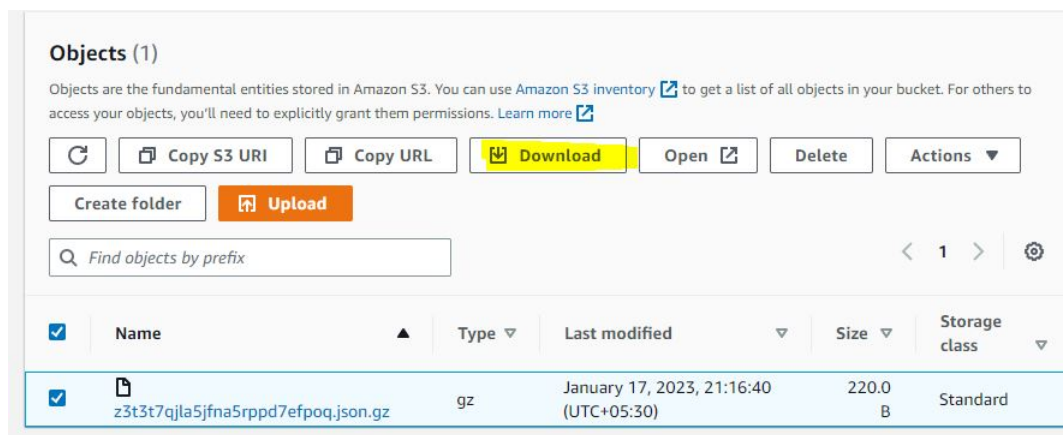 Objects (1)
Objects are the fundamental entities stored in Amazon S3. You can use Amazon S3 inventory to get a list of all objects in your bucket. For others to
access your objects, you'll need to explicitly grant them permissions. Learn more
Copy S3 URI Copy URL Download Open Delete Actions
Create folder Upload
Find objects by prefix
1
Name Type Last modified Size Storage
class
January 17, 2023, 21:16:40 220.0
z3t3t7qjla5jfna5rppd7efpoq.json.gz gz (UTC+05:30) B Standard